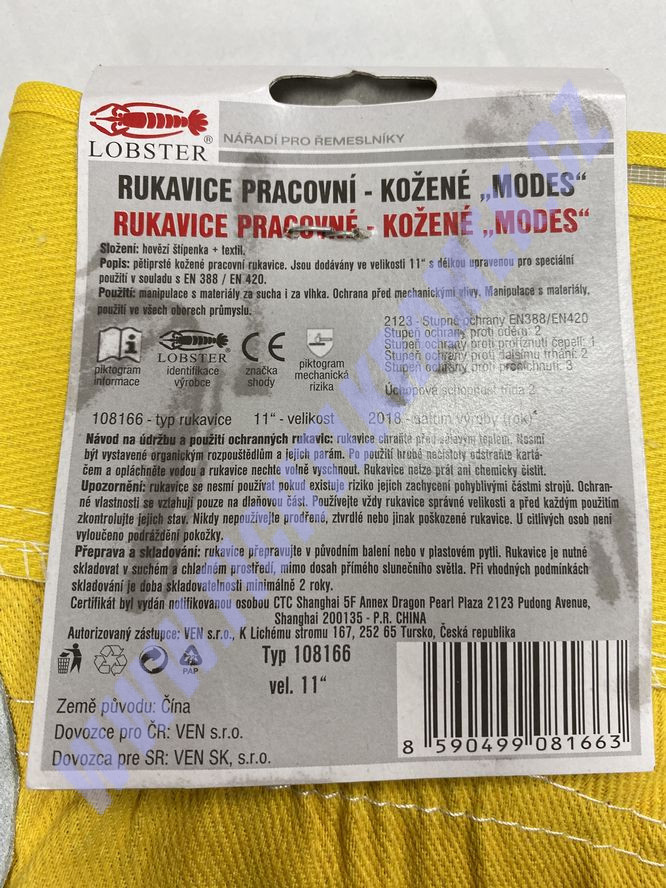 LOBSTER®
NÁŘADÍ PRO ŘEMESLNÍKY
RUKAVICE PRACOVNÍ - KOŽENÉ „MODES“
RUKAVICE PRACOVNÉ - KOŽENÉ „MODES“
Složení: hovězí štípenka + textil.
Popis: pětiprsté kožené pracovní rukavice. Jsou dodávány ve velikosti 11“ s délkou upravenou pro speciální
použití v souladu s EN 388 / EN 420.
Použití: manipulace s materiály za sucha i za vlhka. Ochrana před mechanickými vlivy. Manipulace s materiály,
použití ve všech oborech průmyslu.
2123 - Stupně ochrany EN388/EN420
Stupeň ochrany proti oděru: 2
Stupeň ochrany proti proříznutí čepelí: 1
Stupeň ochrany proti dalšímu trhání: 2
Stupeň ochrany proti propíchnutí: 3
Úchopová schopnost třída 2
i
LOBSTER®
CE
piktogram
informace
identifikace
výrobce
značka
shody
piktogram
mechanická
rizika
108166 - typ rukavice 11“ - velikost 2018 - datum výroby (rok)
Návod na údržbu a použití ochranných rukavic: rukavice chraňte před sálavým teplem. Nesmí
být vystavené organickým rozpouštědlům a jejich parám. Po použití hrubé nečistoty odstraňte kartá-
čem a opláchněte vodou a rukavice nechte volně vyschnout. Rukavice nelze prát ani chemicky čistit.
Upozornění: rukavice se nesmí používat pokud existuje riziko jejich zachycení pohyblivými částmi strojů. Ochran-
né vlastnosti se vztahují pouze na dlaňovou část. Používejte vždy rukavice správné velikosti a před každým použitím
zkontrolujte jejich stav. Nikdy nepoužívejte prodřené, ztvrdlé nebo jinak poškozené rukavice. U citlivých osob není
vyloučeno podráždění pokožky.
Přeprava a skladování: rukavice přepravujte v původním balení nebo v plastovém pytli. Rukavice je nutné
skladovat v suchém a chladném prostředí, mimo dosah přímého slunečního světla. Při vhodných podmínkách
skladování je doba skladovatelnosti minimálně 2 roky.
Certifikát byl vydán notifikovanou osobou CTC Shanghai 5F Annex Dragon Pearl Plaza 2123 Pudong Avenue,
Shanghai 200135 - P.R. CHINA
Autorizovaný zástupce: VEN s.r.o., K Lichému stromu 167, 252 65 Tursko, Česká republika
PAP
Typ 108166
vel. 11“
Země původu: Čína
Dovozce pro ČR: VEN s.r.o.
Dovozca pre SR: VEN SK, s.r.o.
8 590499 081663